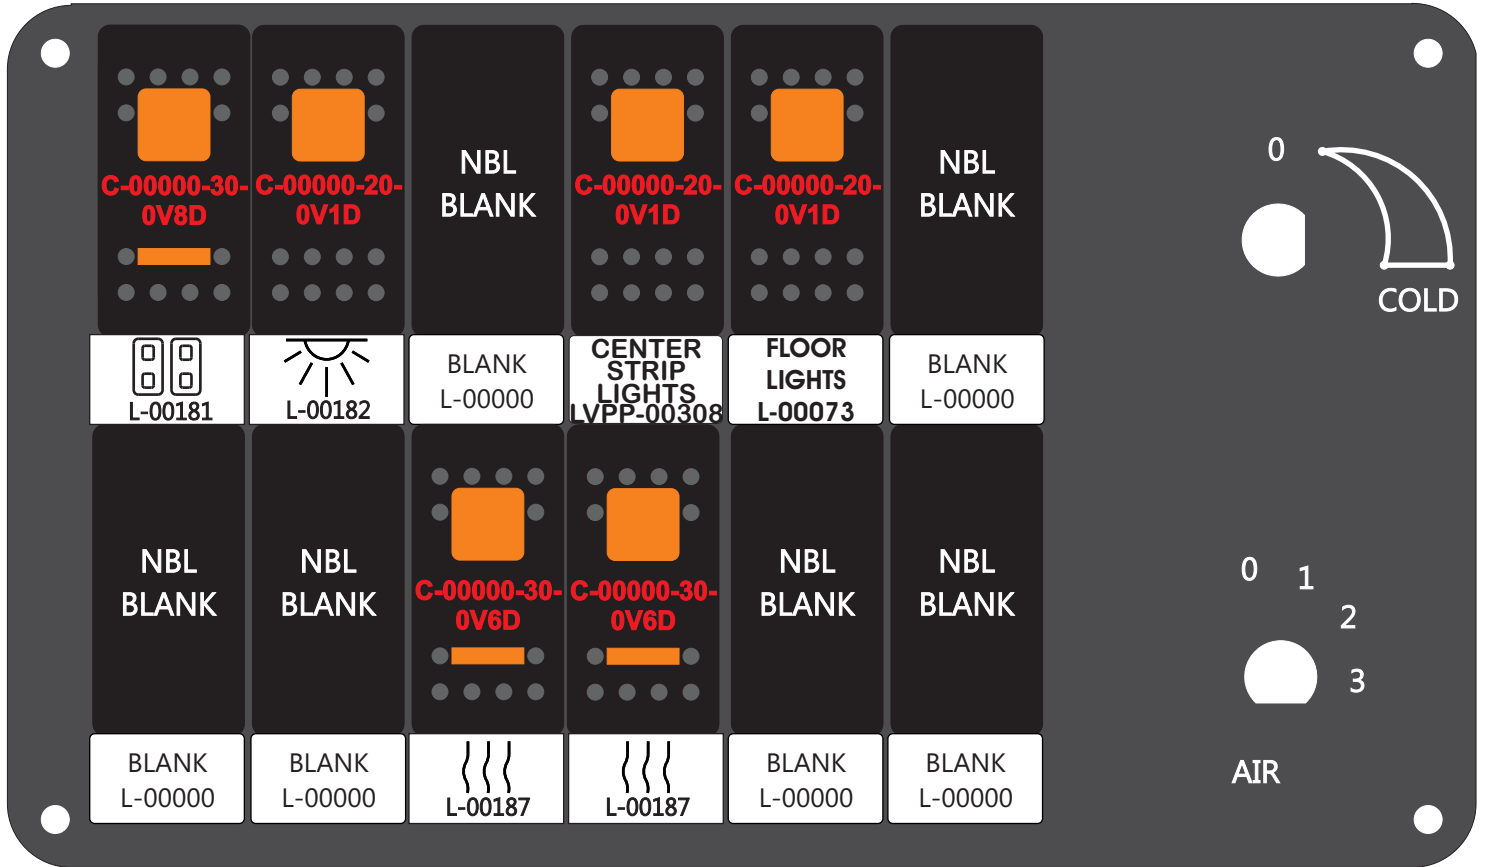 C-00000-30-
0V8D
C-00000-20-
0V1D
NBL
BLANK
C-00000-20-
0V1D
C-00000-20-
0V1D
NBL
BLANK
0
COLD
L-00181
L-00182
BLANK
L-00000
CENTER
STRIP
LIGHTS
LVPP-00308
FLOOR
LIGHTS
L-00073
BLANK
L-00000
NBL
BLANK
NBL
BLANK
C-00000-30-
0V6D
C-00000-30-
0V6D
NBL
BLANK
NBL
BLANK
0
1
2
3
AIR
BLANK
L-00000
BLANK
L-00000
L-00187
L-00187
BLANK
L-00000
BLANK
L-00000